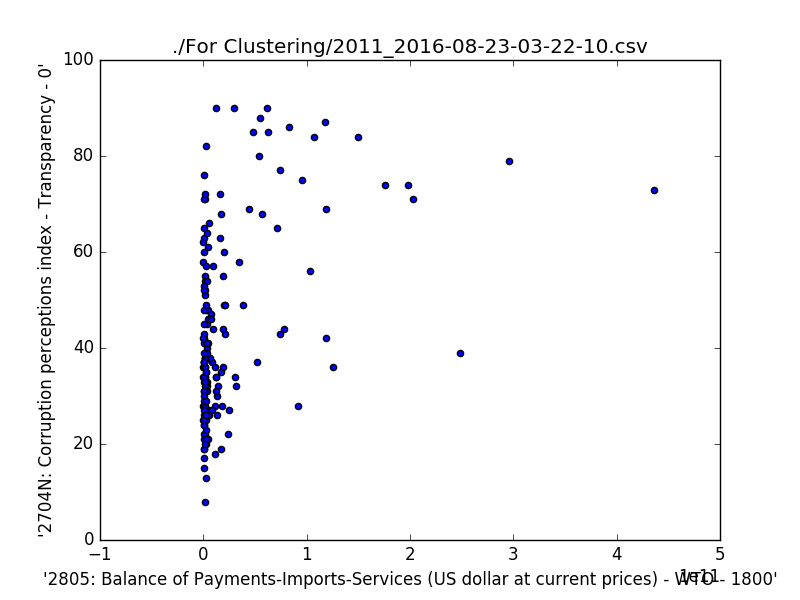 ./For Clustering/2011_2016-08-23-03-22-10.csv
'2704N: Corruption perceptions index - Transparency - 0'
100
80
60
40
20
0
−1 0 1 2 3 4 5
1e11
'2805: Balance of Payments-Imports-Services (US dollar at current prices) - WTO - 1800'